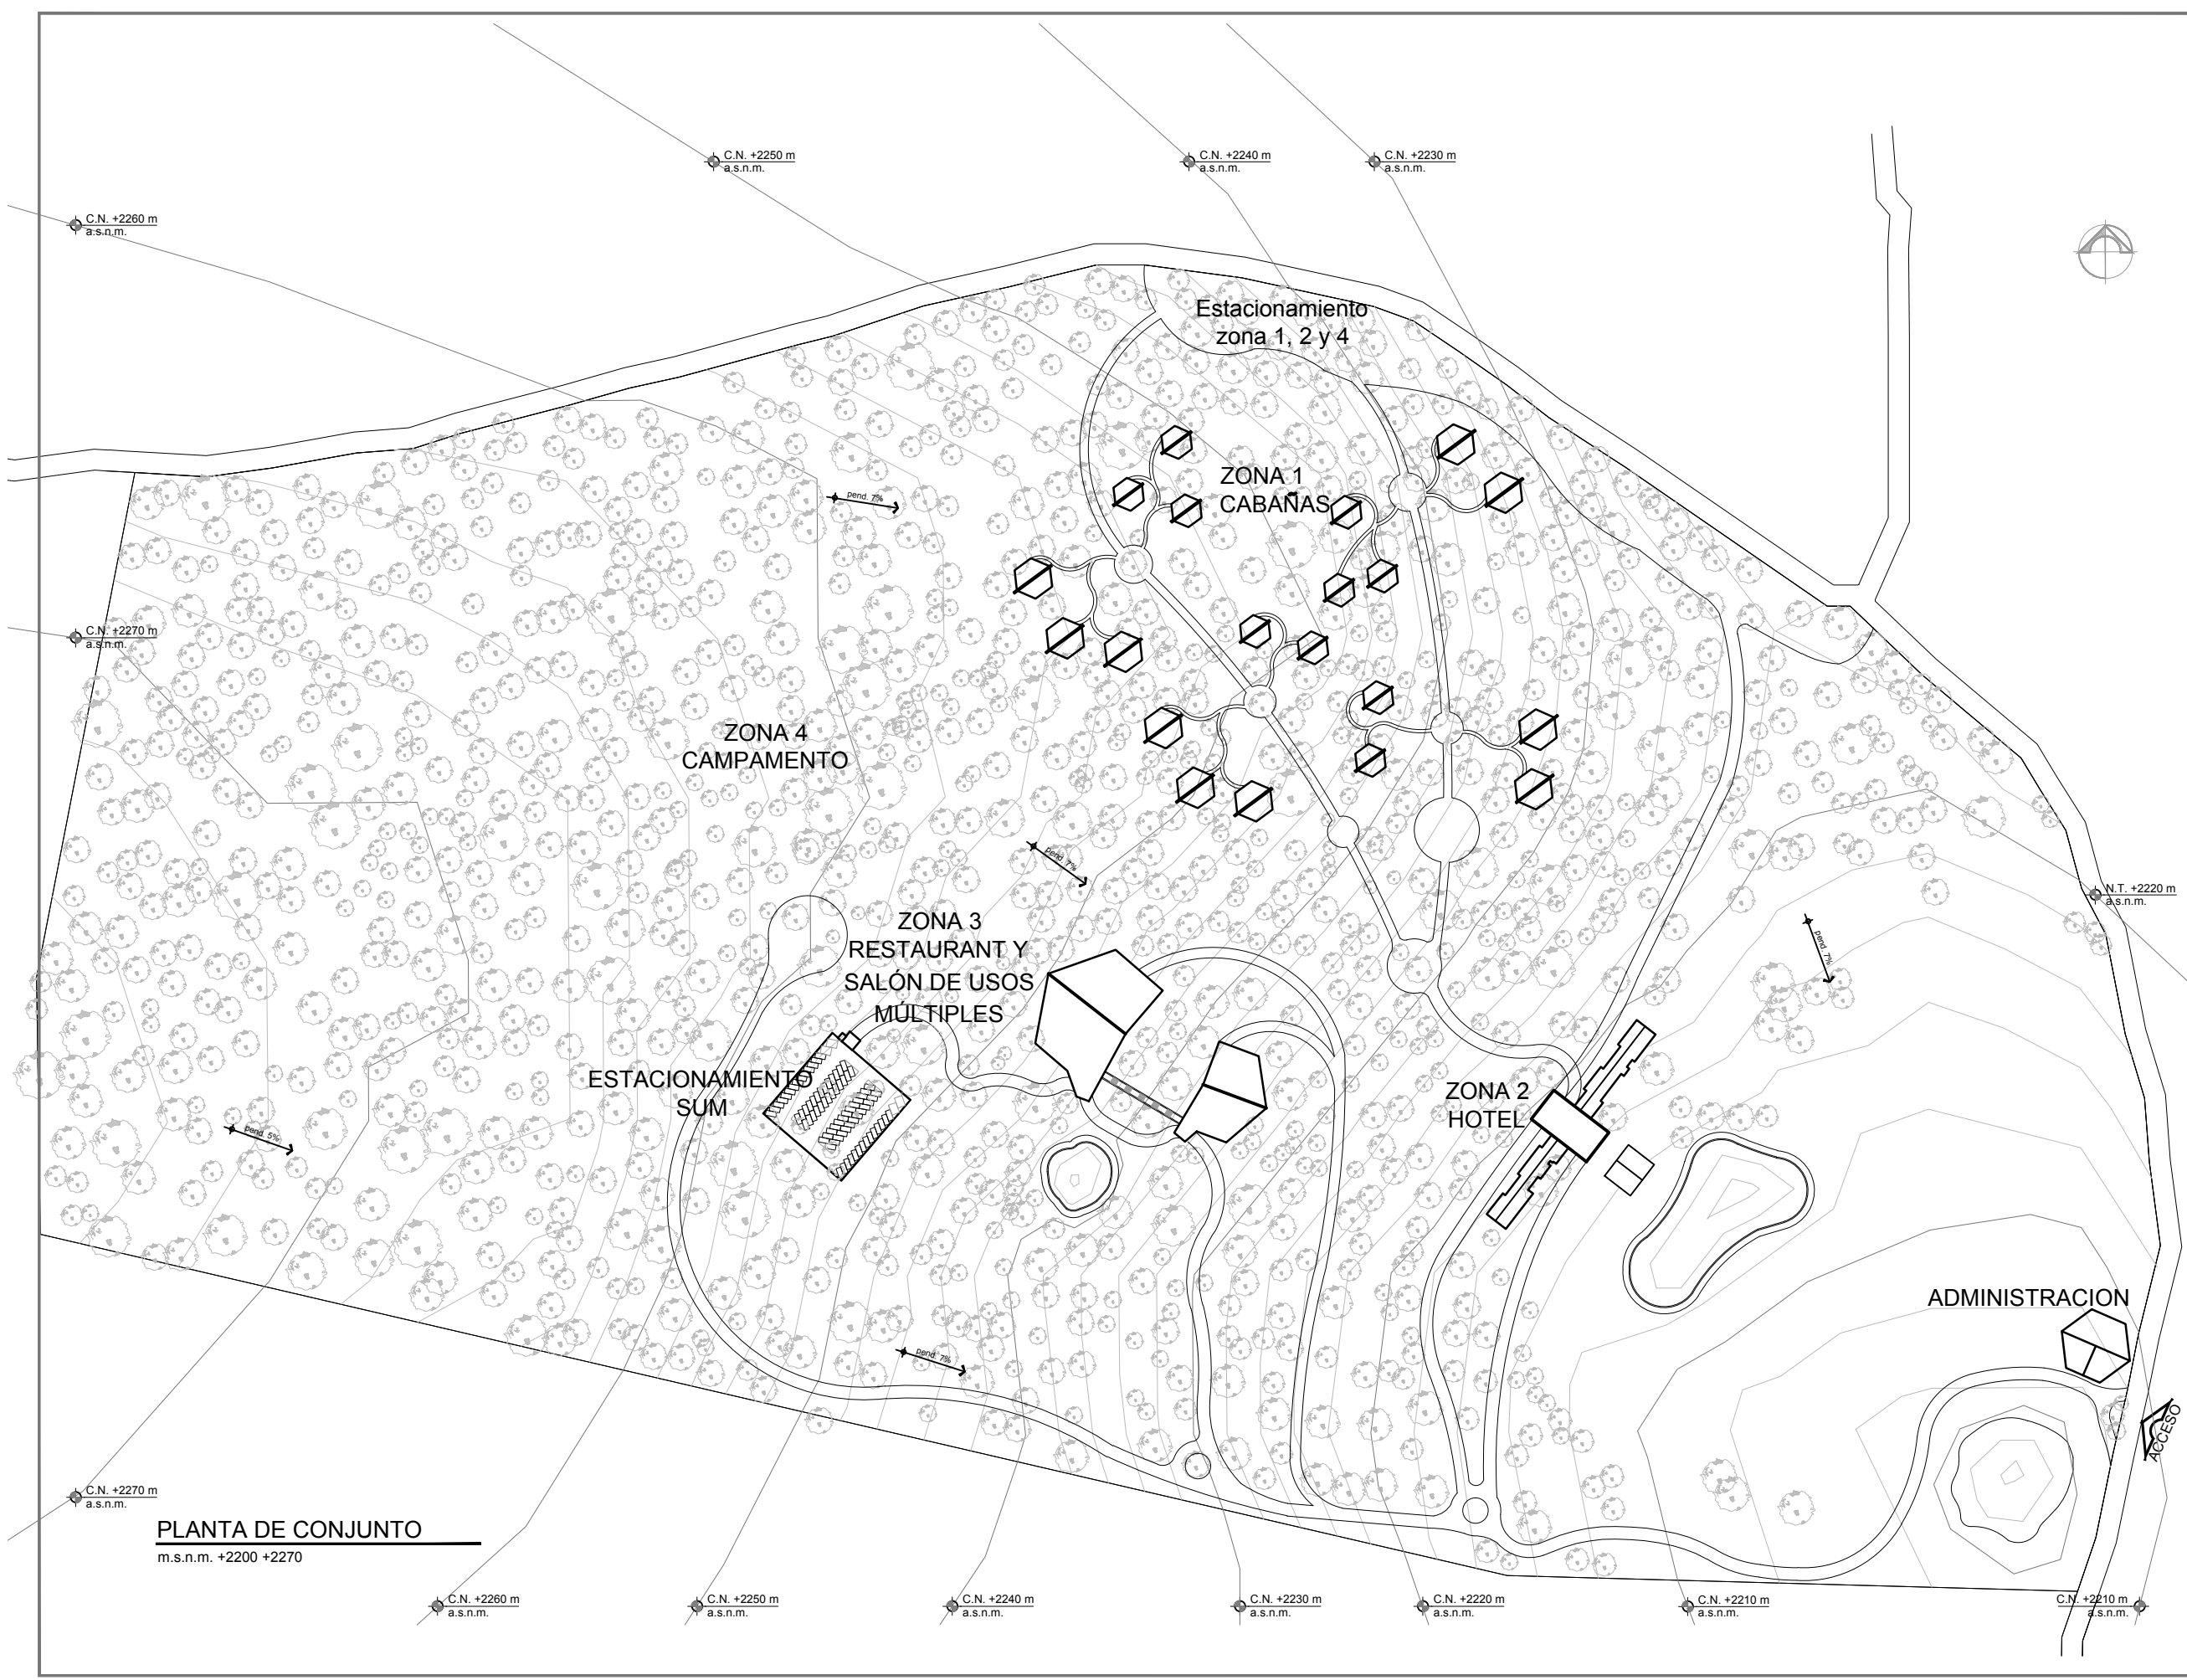 C.N. +2250 m
a.s.n.m.
C.N. +2240 m
a.s.n.m.
C.N. +2230 m
a.s.n.m.
C.N. +2260 m
a.s.n.m.
Estacionamiento
zona 1, 2 y 4
ZONA 1
CABAÑAS
pend. 7%
C.N. +2270 m
a.s.n.m.
ZONA 4
CAMPAMENTO
pend. 7%
N.T. +2220 m
a.s.n.m.
pend. 7%
ZONA 3
RESTAURANT Y
SALÓN DE USOS
MÚLTIPLES
ESTACIONAMIENTO
SUM
ZONA 2
HOTEL
pend. 5%
ADMINISTRACION
pend. 7%
ACCESO
C.N. +2270 m
a.s.n.m.
PLANTA DE CONJUNTO
m.s.n.m. +2200 +2270
C.N. +2260 m
a.s.n.m.
C.N. +2250 m
a.s.n.m.
C.N. +2240 m
a.s.n.m.
C.N. +2230 m
a.s.n.m.
C.N. +2220 m
a.s.n.m.
C.N. +2210 m
a.s.n.m.
C.N. +2210 m
a.s.n.m.